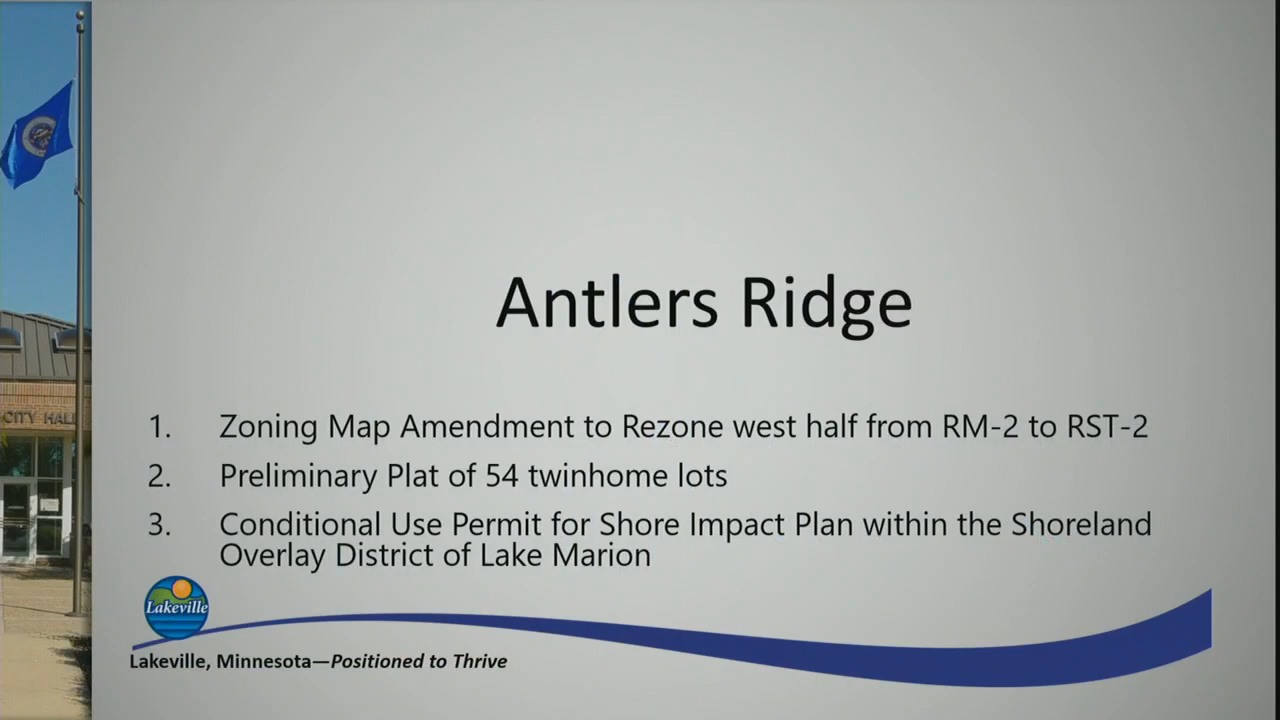 Antlers Ridge
1. Zoning Map Amendment to Rezone west half from RM-2 to RST-2
2. Preliminary Plat of 54 twinhome lots
3. Conditional Use Permit for Shore Impact Plan within the Shoreland
Overlay District of Lake Marion
CITY HALL
Lakeville
Lakeville, Minnesota—Positioned to Thrive